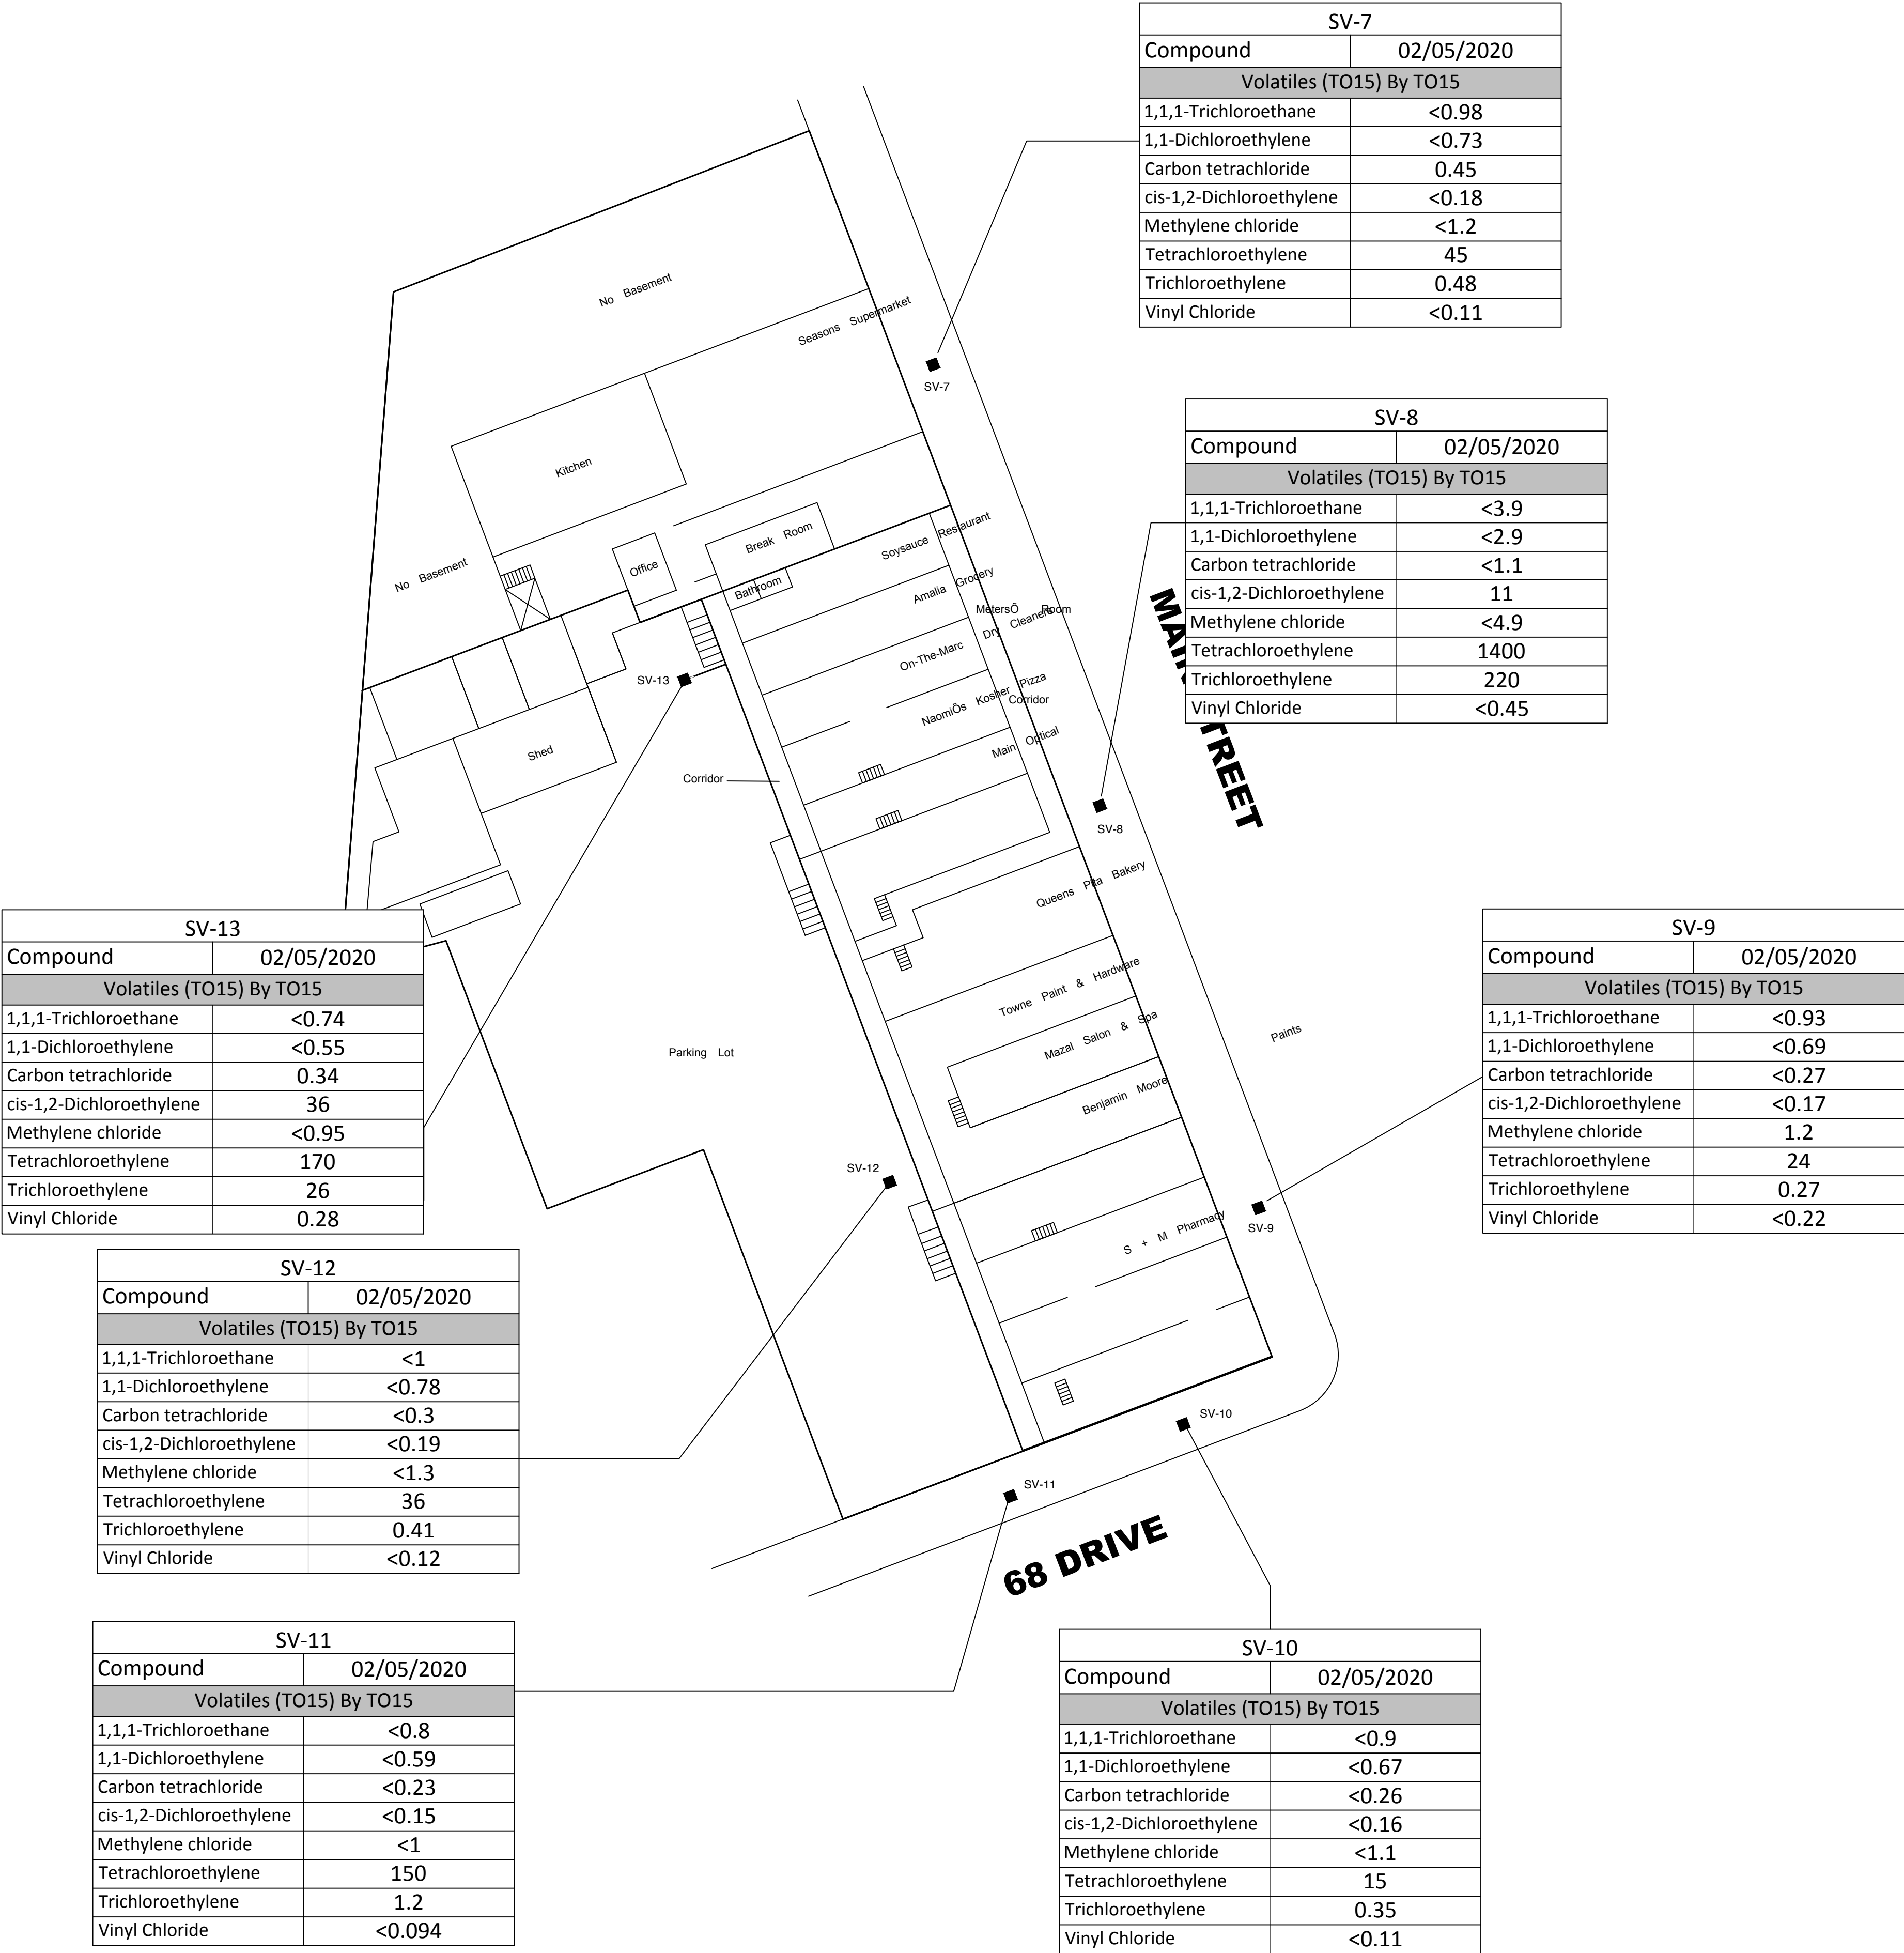 SV-7
Compound 02/05/2020
Volatiles (TO15) By TO15
1,1,1-Trichloroethane <0.98
1,1-Dichloroethylene <0.73
Carbon tetrachloride 0.45
cis-1,2-Dichloroethylene <0.18
Methylene chloride <1.2
Tetrachloroethylene 45
Trichloroethylene 0.48
Vinyl Chloride <0.11
No Basement
Seasons Supermarket
SV-7
Kitchen
SV-8
Compound 02/05/2020
Volatiles (TO15) By TO15
1,1,1-Trichloroethane <3.9
1,1-Dichloroethylene <2.9
Carbon tetrachloride <1.1
cis-1,2-Dichloroethylene 11
Methylene chloride <4.9
Tetrachloroethylene 1400
Trichloroethylene 220
Vinyl Chloride <0.45
No Basement
Office
Break Room
Bathroom
Soysauce Restaurant
Amalia Grocery
MetersÕ Room
On-The-Marc Dry Cleaners
NaomiÕs Kosher Pizza
Corridor
Main Optical
SV-13
Shed
Corridor
SV-8
Queens Pita Bakery
Towne Paint & Hardware
Mazal Salon & Spa
Benjamin Moore
Paints
Parking Lot
SV-12
S + M Pharmacy
SV-9
SV-13
Compound 02/05/2020
Volatiles (TO15) By TO15
1,1,1-Trichloroethane <0.74
1,1-Dichloroethylene <0.55
Carbon tetrachloride 0.34
cis-1,2-Dichloroethylene 36
Methylene chloride <0.95
Tetrachloroethylene 170
Trichloroethylene 26
Vinyl Chloride 0.28
SV-9
Compound 02/05/2020
Volatiles (TO15) By TO15
1,1,1-Trichloroethane <0.93
1,1-Dichloroethylene <0.69
Carbon tetrachloride <0.27
cis-1,2-Dichloroethylene <0.17
Methylene chloride 1.2
Tetrachloroethylene 24
Trichloroethylene 0.27
Vinyl Chloride <0.22
SV-12
Compound 02/05/2020
Volatiles (TO15) By TO15
1,1,1-Trichloroethane <1
1,1-Dichloroethylene <0.78
Carbon tetrachloride <0.3
cis-1,2-Dichloroethylene <0.19
Methylene chloride <1.3
Tetrachloroethylene 36
Trichloroethylene 0.41
Vinyl Chloride <0.12
SV-10
SV-11
68 DRIVE
SV-11
Compound 02/05/2020
Volatiles (TO15) By TO15
1,1,1-Trichloroethane <0.8
1,1-Dichloroethylene <0.59
Carbon tetrachloride <0.23
cis-1,2-Dichloroethylene <0.15
Methylene chloride <1
Tetrachloroethylene 150
Trichloroethylene 1.2
Vinyl Chloride <0.094
SV-10
Compound 02/05/2020
Volatiles (TO15) By TO15
1,1,1-Trichloroethane <0.9
1,1-Dichloroethylene <0.67
Carbon tetrachloride <0.26
cis-1,2-Dichloroethylene <0.16
Methylene chloride <1.1
Tetrachloroethylene 15
Trichloroethylene 0.35
Vinyl Chloride <0.11